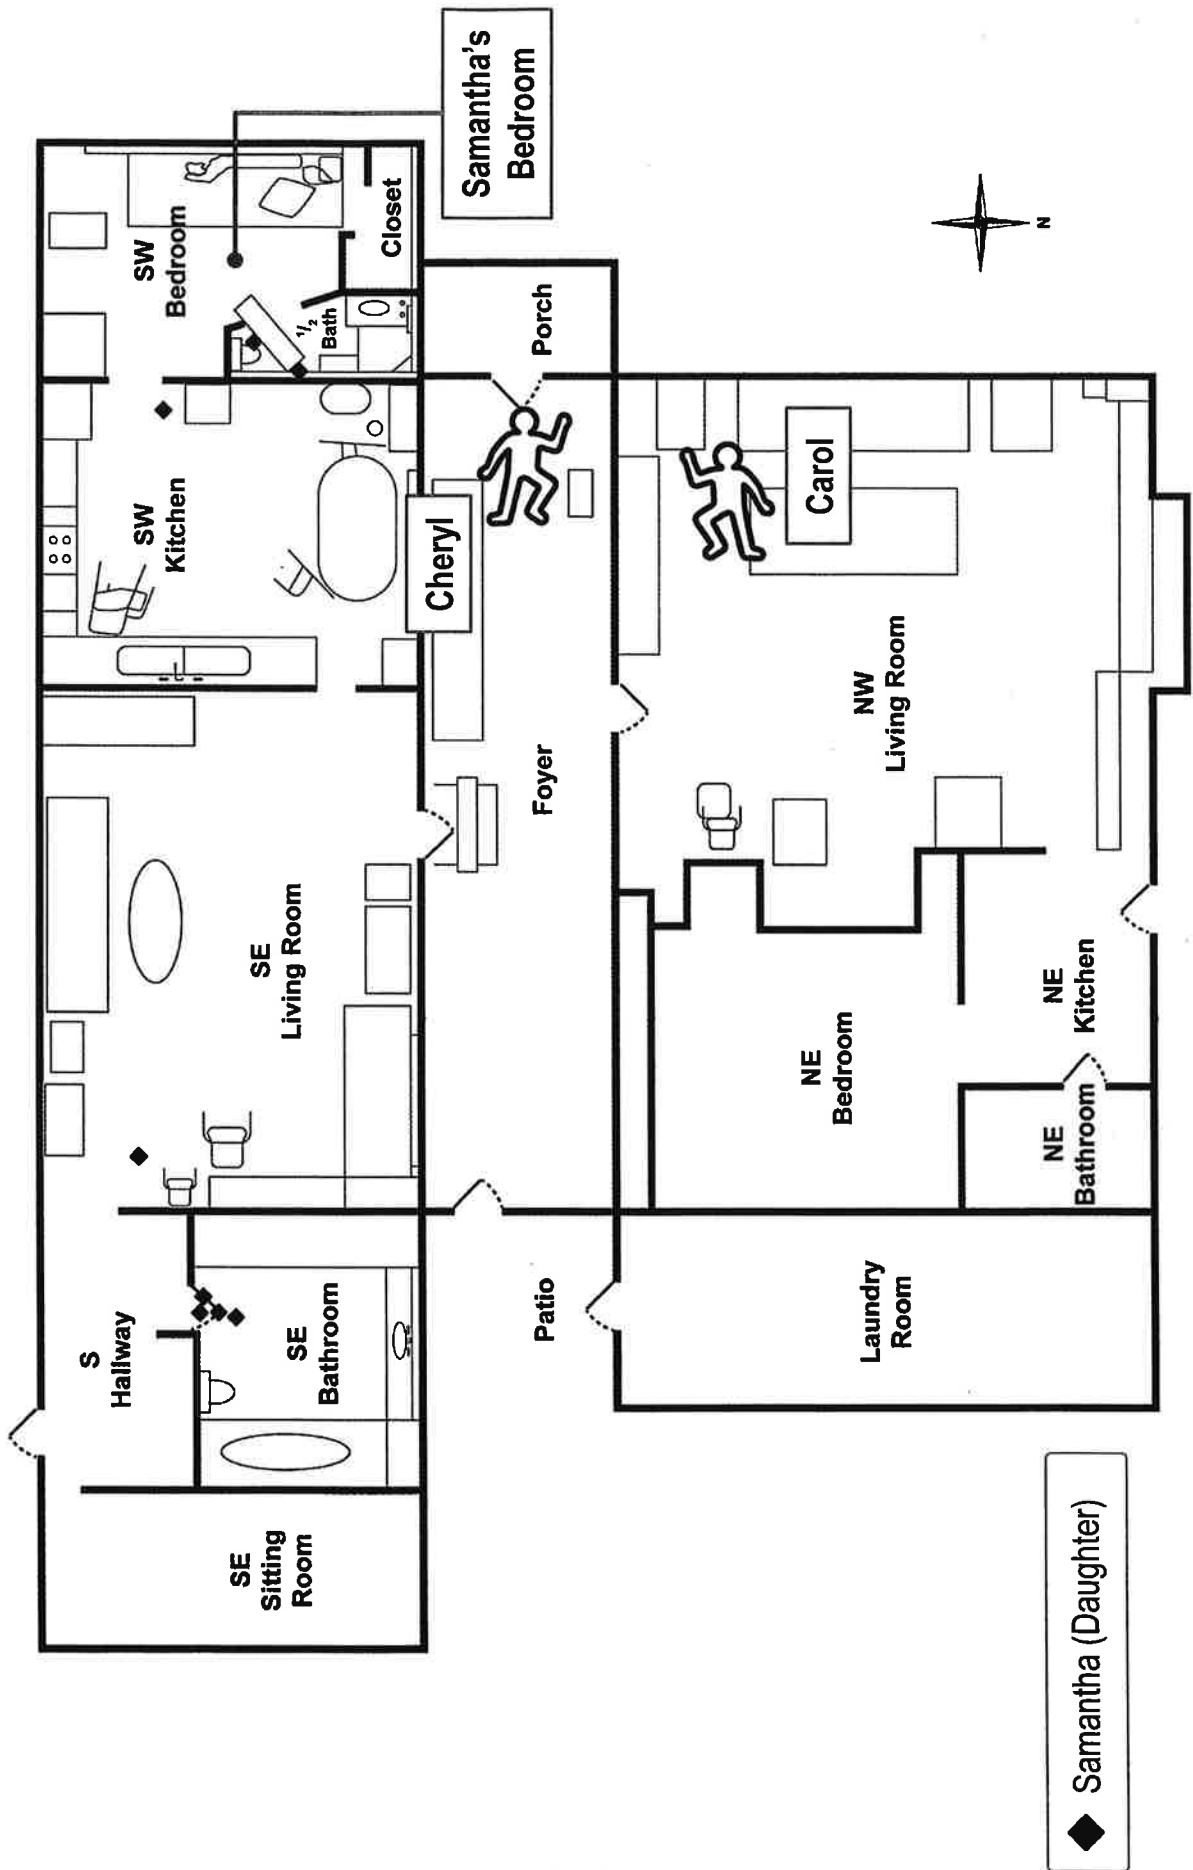 Samantha's
Bedroom
SW
Bedroom
Closet
1/2
Bath
Porch
SW
Kitchen
Cheryl
Carol
Foyer
NW
Living Room
SE
Living Room
NE
Bedroom
NE
Kitchen
NE
Bathroom
S
Hallway
SE
Bathroom
Patio
Laundry
Room
SE
Sitting
Room
N
Samantha (Daughter)